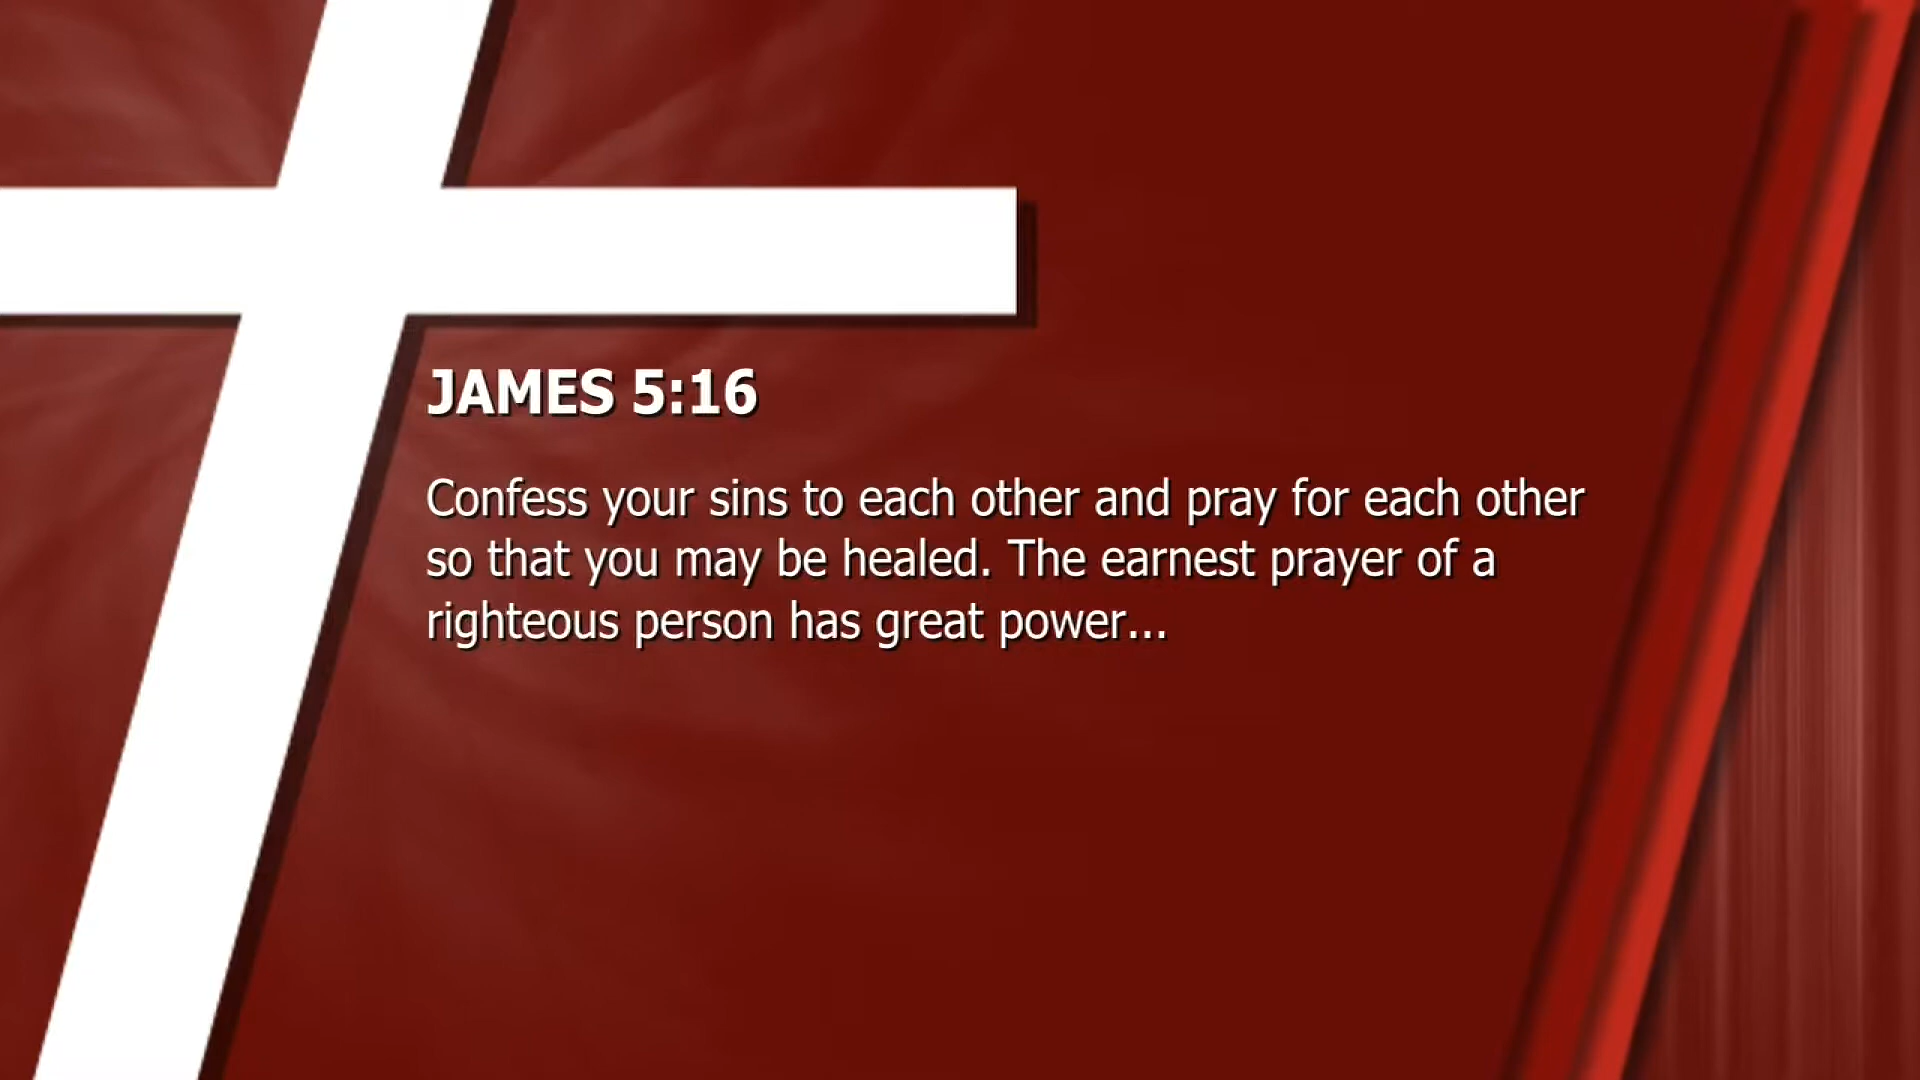 JAMES 5:16
Confess your sins to each other and pray for each other
so that you may be healed. The earnest prayer of a
righteous person has great power...